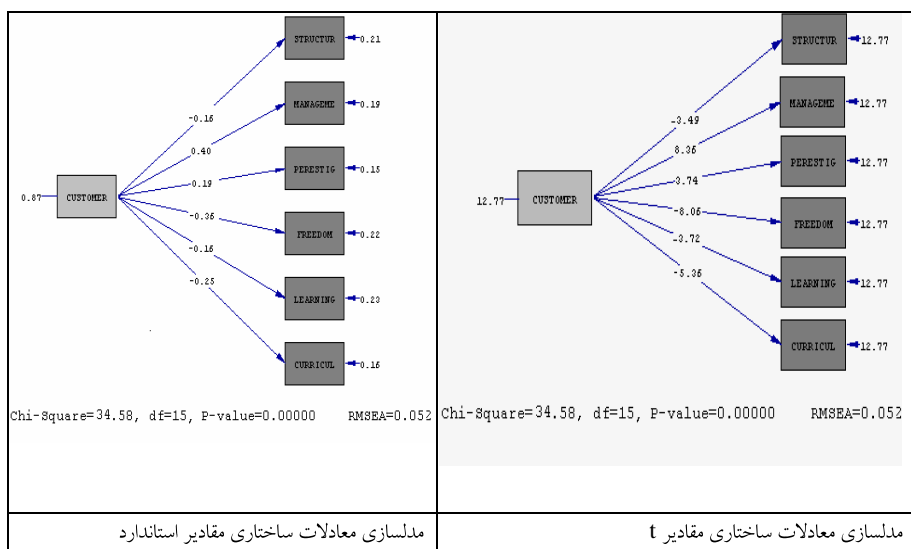 STRUCTUR
0.21
-0.16
MANAGEME
0.19
0.40
PERESTIG
0.15
0.19
0.87
CUSTOMER
-0.36
FREEDOM
0.22
-0.16
LEARNING
0.23
-0.25
CURRICUL
0.16
Chi-Square=34.58, df=15, P-value=0.00000 RMSEA=0.052
STRUCTUR
12.77
-3.49
MANAGEME
12.77
8.36
PERESTIG
12.77
3.74
12.77
CUSTOMER
-8.06
FREEDOM
12.77
-3.72
LEARNING
12.77
-5.36
CURRICUL
12.77
Chi-Square=34.58, df=15, P-value=0.00000 RMSEA=0.052
مدلسازی معادلات ساختاری مقادیر t
مدلسازی معادلات ساختاری مقادیر استاندارد